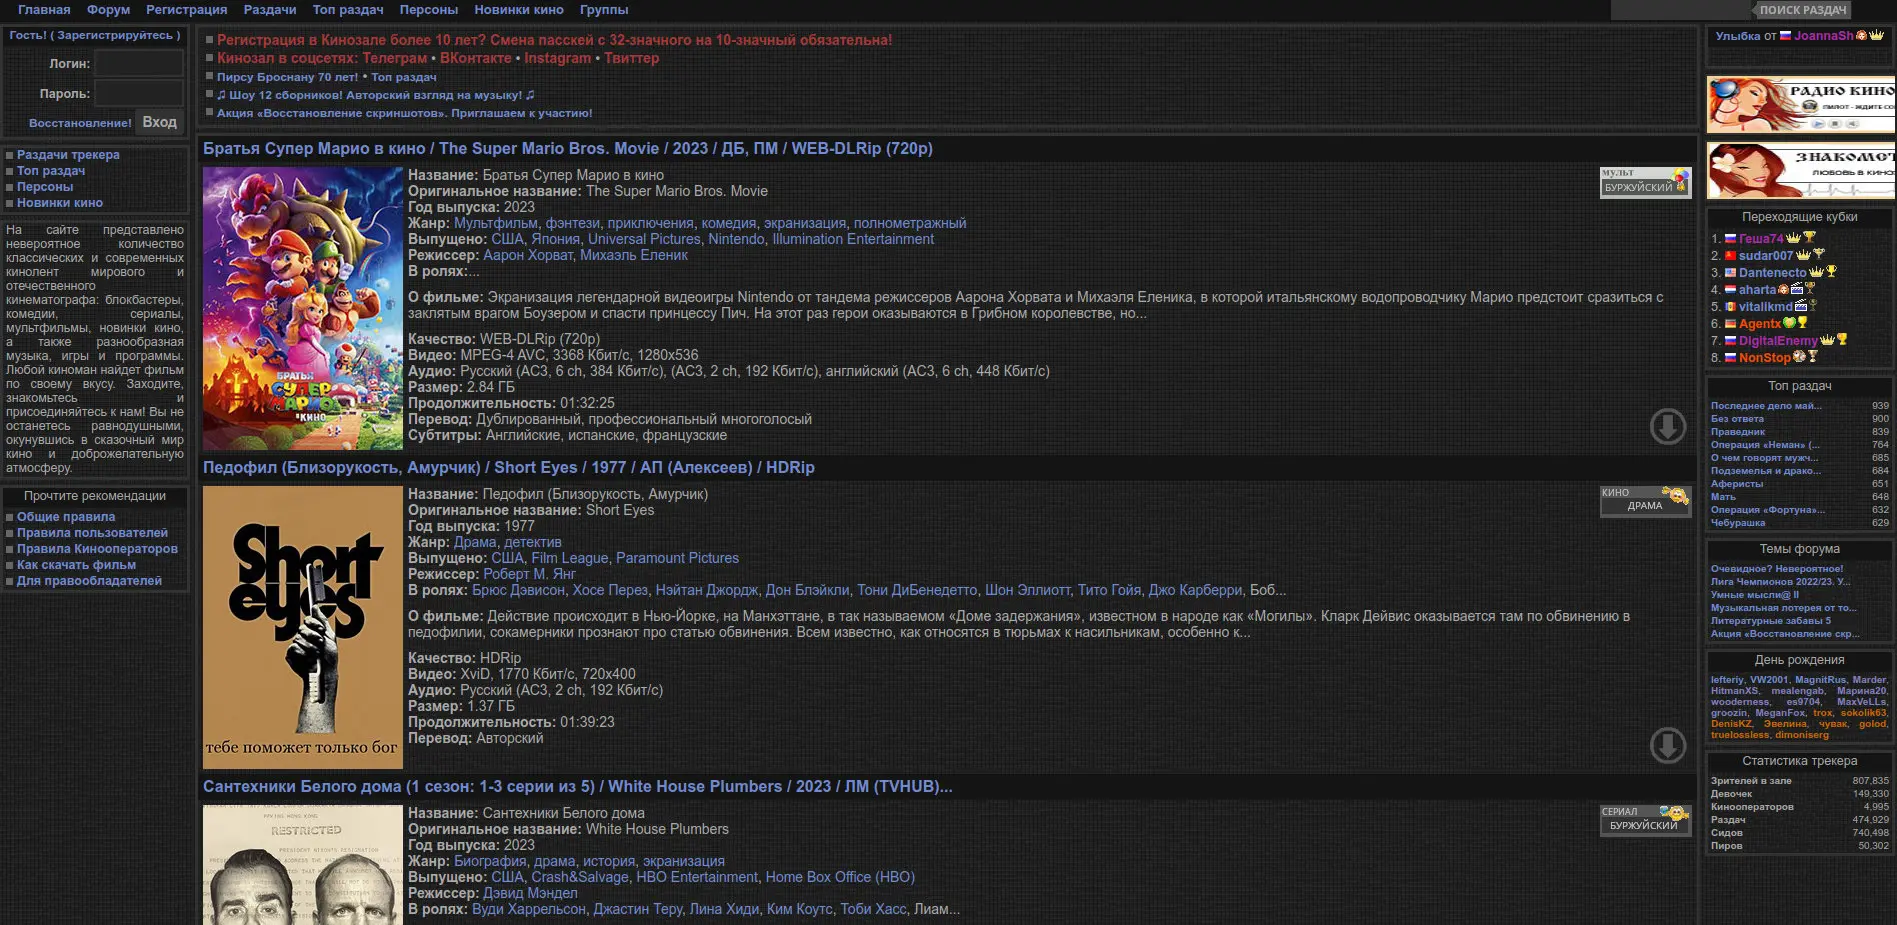 Главная Форум Регистрация Раздачи Топ раздач Персоны Новинки кино Группы
ПОИСК РАЗДАЧ
Гость! ( Зарегистрируйтесь )
Логин:
Пароль:
Восстановление! Вход
Раздачи трекера
Топ раздач
Персоны
Новинки кино
На сайте представлено
невероятное количество
классических и современных
кинолент мирового и
отечественного
кинематографа: блокбастеры,
комедии, сериалы,
мультфильмы, новинки кино,
а также разнообразная
музыка, игры и программы.
Любой киноман найдет фильм
по своему вкусу. Заходите,
знакомьтесь и
присоединяйтесь к нам! Вы не
останетесь равнодушными,
окунувшись в сказочный мир
кино и доброжелательную
атмосферу.
Прочтите рекомендации
Общие правила
Правила пользователей
Правила Кинооператоров
Как скачать фильм
Для правообладателей
Регистрация в Кинозале более 10 лет? Смена пасскей с 32-значного на 10-значный обязательна!
Кинозал в соцсетях: Телеграм • ВКонтакте • Instagram • Твиттер
Пирсу Броснану 70 лет! • Топ раздач
♫ Шоу 12 сборников! Авторский взгляд на музыку! ♫
Акция «Восстановление скриншотов». Приглашаем к участию!
Братья Супер Марио в кино / The Super Mario Bros. Movie / 2023 / ДБ, ПМ / WEB-DLRip (720p)
БРАТЬЯ
СУПЕР
МАРИО
в КИНО
Название: Братья Супер Марио в кино
Оригинальное название: The Super Mario Bros. Movie
Год выпуска: 2023
Жанр: Мультфильм, фэнтези, приключения, комедия, экранизация, полнометражный
Выпущено: США, Япония, Universal Pictures, Nintendo, Illumination Entertainment
Режиссер: Аарон Хорват, Михаэль Еленик
В ролях:...
О фильме: Экранизация легендарной видеоигры Nintendo от тандема режиссеров Аарона Хорвата и Михаэля Еленика, в которой итальянскому водопроводчику Марио предстоит сразиться с
заклятым врагом Боузером и спасти принцессу Пич. На этот раз герои оказываются в Грибном королевстве, но...
Качество: WEB-DLRip (720p)
Видео: MPEG-4 AVC, 3368 Кбит/с, 1280x536
Аудио: Русский (AC3, 6 ch, 384 Кбит/с), (AC3, 2 ch, 192 Кбит/с), английский (AC3, 6 ch, 448 Кбит/с)
Размер: 2.84 ГБ
Продолжительность: 01:32:25
Перевод: Дублированный, профессиональный многоголосый
Субтитры: Английские, испанские, французские
МУЛЬТ
БУРЖУЙСКИЙ
Педофил (Близорукость, Амурчик) / Short Eyes / 1977 / АП (Алексеев) / HDRip
Short
eyes
тебе поможет только бог
Название: Педофил (Близорукость, Амурчик)
Оригинальное название: Short Eyes
Год выпуска: 1977
Жанр: Драма, детектив
Выпущено: США, Film League, Paramount Pictures
Режиссер: Роберт М. Янг
В ролях: Брюс Дэвисон, Хосе Перез, Нэйтан Джордж, Дон Блэйкли, Тони ДиБенедетто, Шон Эллиотт, Тито Гойя, Джо Карберри, Боб...
О фильме: Действие происходит в Нью-Йорке, на Манхэттане, в так называемом «Доме задержания», известном в народе как «Могилы». Кларк Дейвис оказывается там по обвинению в
педофилии, сокамерники прознают про статью обвинения. Всем известно, как относятся в тюрьмах к насильникам, особенно к...
Качество: HDRip
Видео: XviD, 1770 Кбит/с, 720x400
Аудио: Русский (AC3, 2 ch, 192 Кбит/с)
Размер: 1.37 ГБ
Продолжительность: 01:39:23
Перевод: Авторский
КИНО
ДРАМА
Сантехники Белого дома (1 сезон: 1-3 серии из 5) / White House Plumbers / 2023 / ЛМ (TVHUB)...
RESTRICTED
Название: Сантехники Белого дома
Оригинальное название: White House Plumbers
Год выпуска: 2023
Жанр: Биография, драма, история, экранизация
Выпущено: США, Crash&Salvage, HBO Entertainment, Home Box Office (HBO)
Режиссер: Дэвид Мэндел
В ролях: Вуди Харрельсон, Джастин Теру, Лина Хиди, Ким Коутс, Тоби Хасс, Лиам...
СЕРИАЛ
БУРЖУЙСКИЙ
Улыбка от JoannaSh
РАДИО КИНО
ПИЛОТ - ЖДИТЕ СО
ЗНАКОМСТ
ЛЮБОВЬ В КИНО
Переходящие кубки
1. Геша74
2. sudar007
3. Dantenecto
4. aharta
5. vitalikmd
6. Agentx
7. DigitalEnemy
8. NonStop
Топ раздач
Последнее дело май... 939
Без ответа 900
Праведник 839
Операция «Неман» (... 764
О чем говорят мужч... 685
Подземелья и драко... 684
Аферисты 651
Мать 648
Операция «Фортуна»... 632
Чебурашка 629
Темы форума
Очевидное? Невероятное!
Лига Чемпионов 2022/23. У...
Умные мысли@ II
Музыкальная лотерея от то...
Литературные забавы 5
Акция «Восстановление скр...
День рождения
lefteriy, VW2001, MagnitRus, Marder,
HitmanXS, mealengab, Марина20,
wooderness, es9704, MaxVeLLs,
groozin, MeganFox, trox, sokolik63,
DenisKZ, Эвелина, чувак, golod,
truelossless, dimoniserg
Статистика трекера
Зрителей в зале 807,835
Девочек 149,330
Кинооператоров 4,995
Раздач 474,929
Сидов 740,498
Пиров 50,302